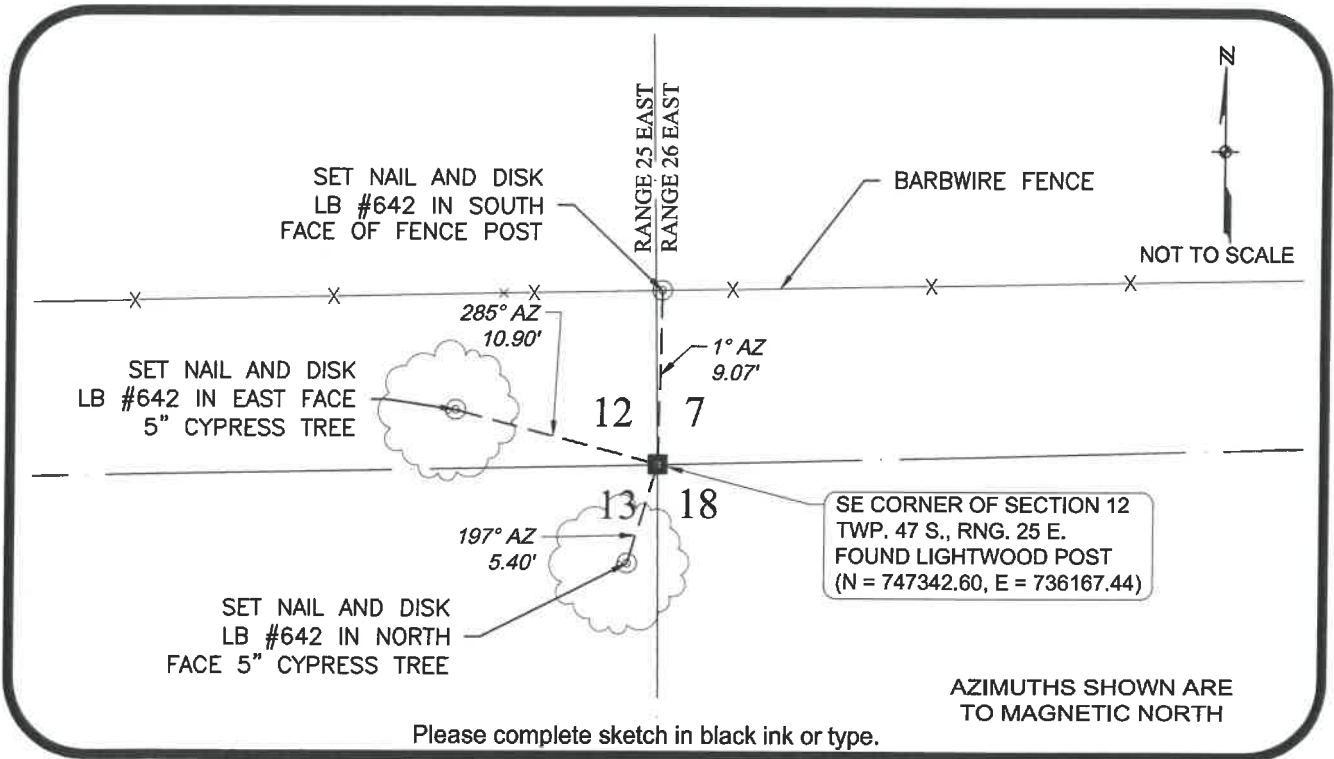 N
NOT TO SCALE
RANGE 25 EAST
RANGE 26 EAST
SET NAIL AND DISK
LB #642 IN SOUTH
FACE OF FENCE POST
BARBWIRE FENCE
285° AZ
10.90'
1° AZ
9.07'
SET NAIL AND DISK
LB #642 IN EAST FACE
5" CYPRESS TREE
12 7
13 18
SE CORNER OF SECTION 12
TWP. 47 S., RNG. 25 E.
FOUND LIGHTWOOD POST
(N = 747342.60, E = 736167.44)
197° AZ
5.40'
SET NAIL AND DISK
LB #642 IN NORTH
FACE 5" CYPRESS TREE
AZIMUTHS SHOWN ARE
TO MAGNETIC NORTH
Please complete sketch in black ink or type.